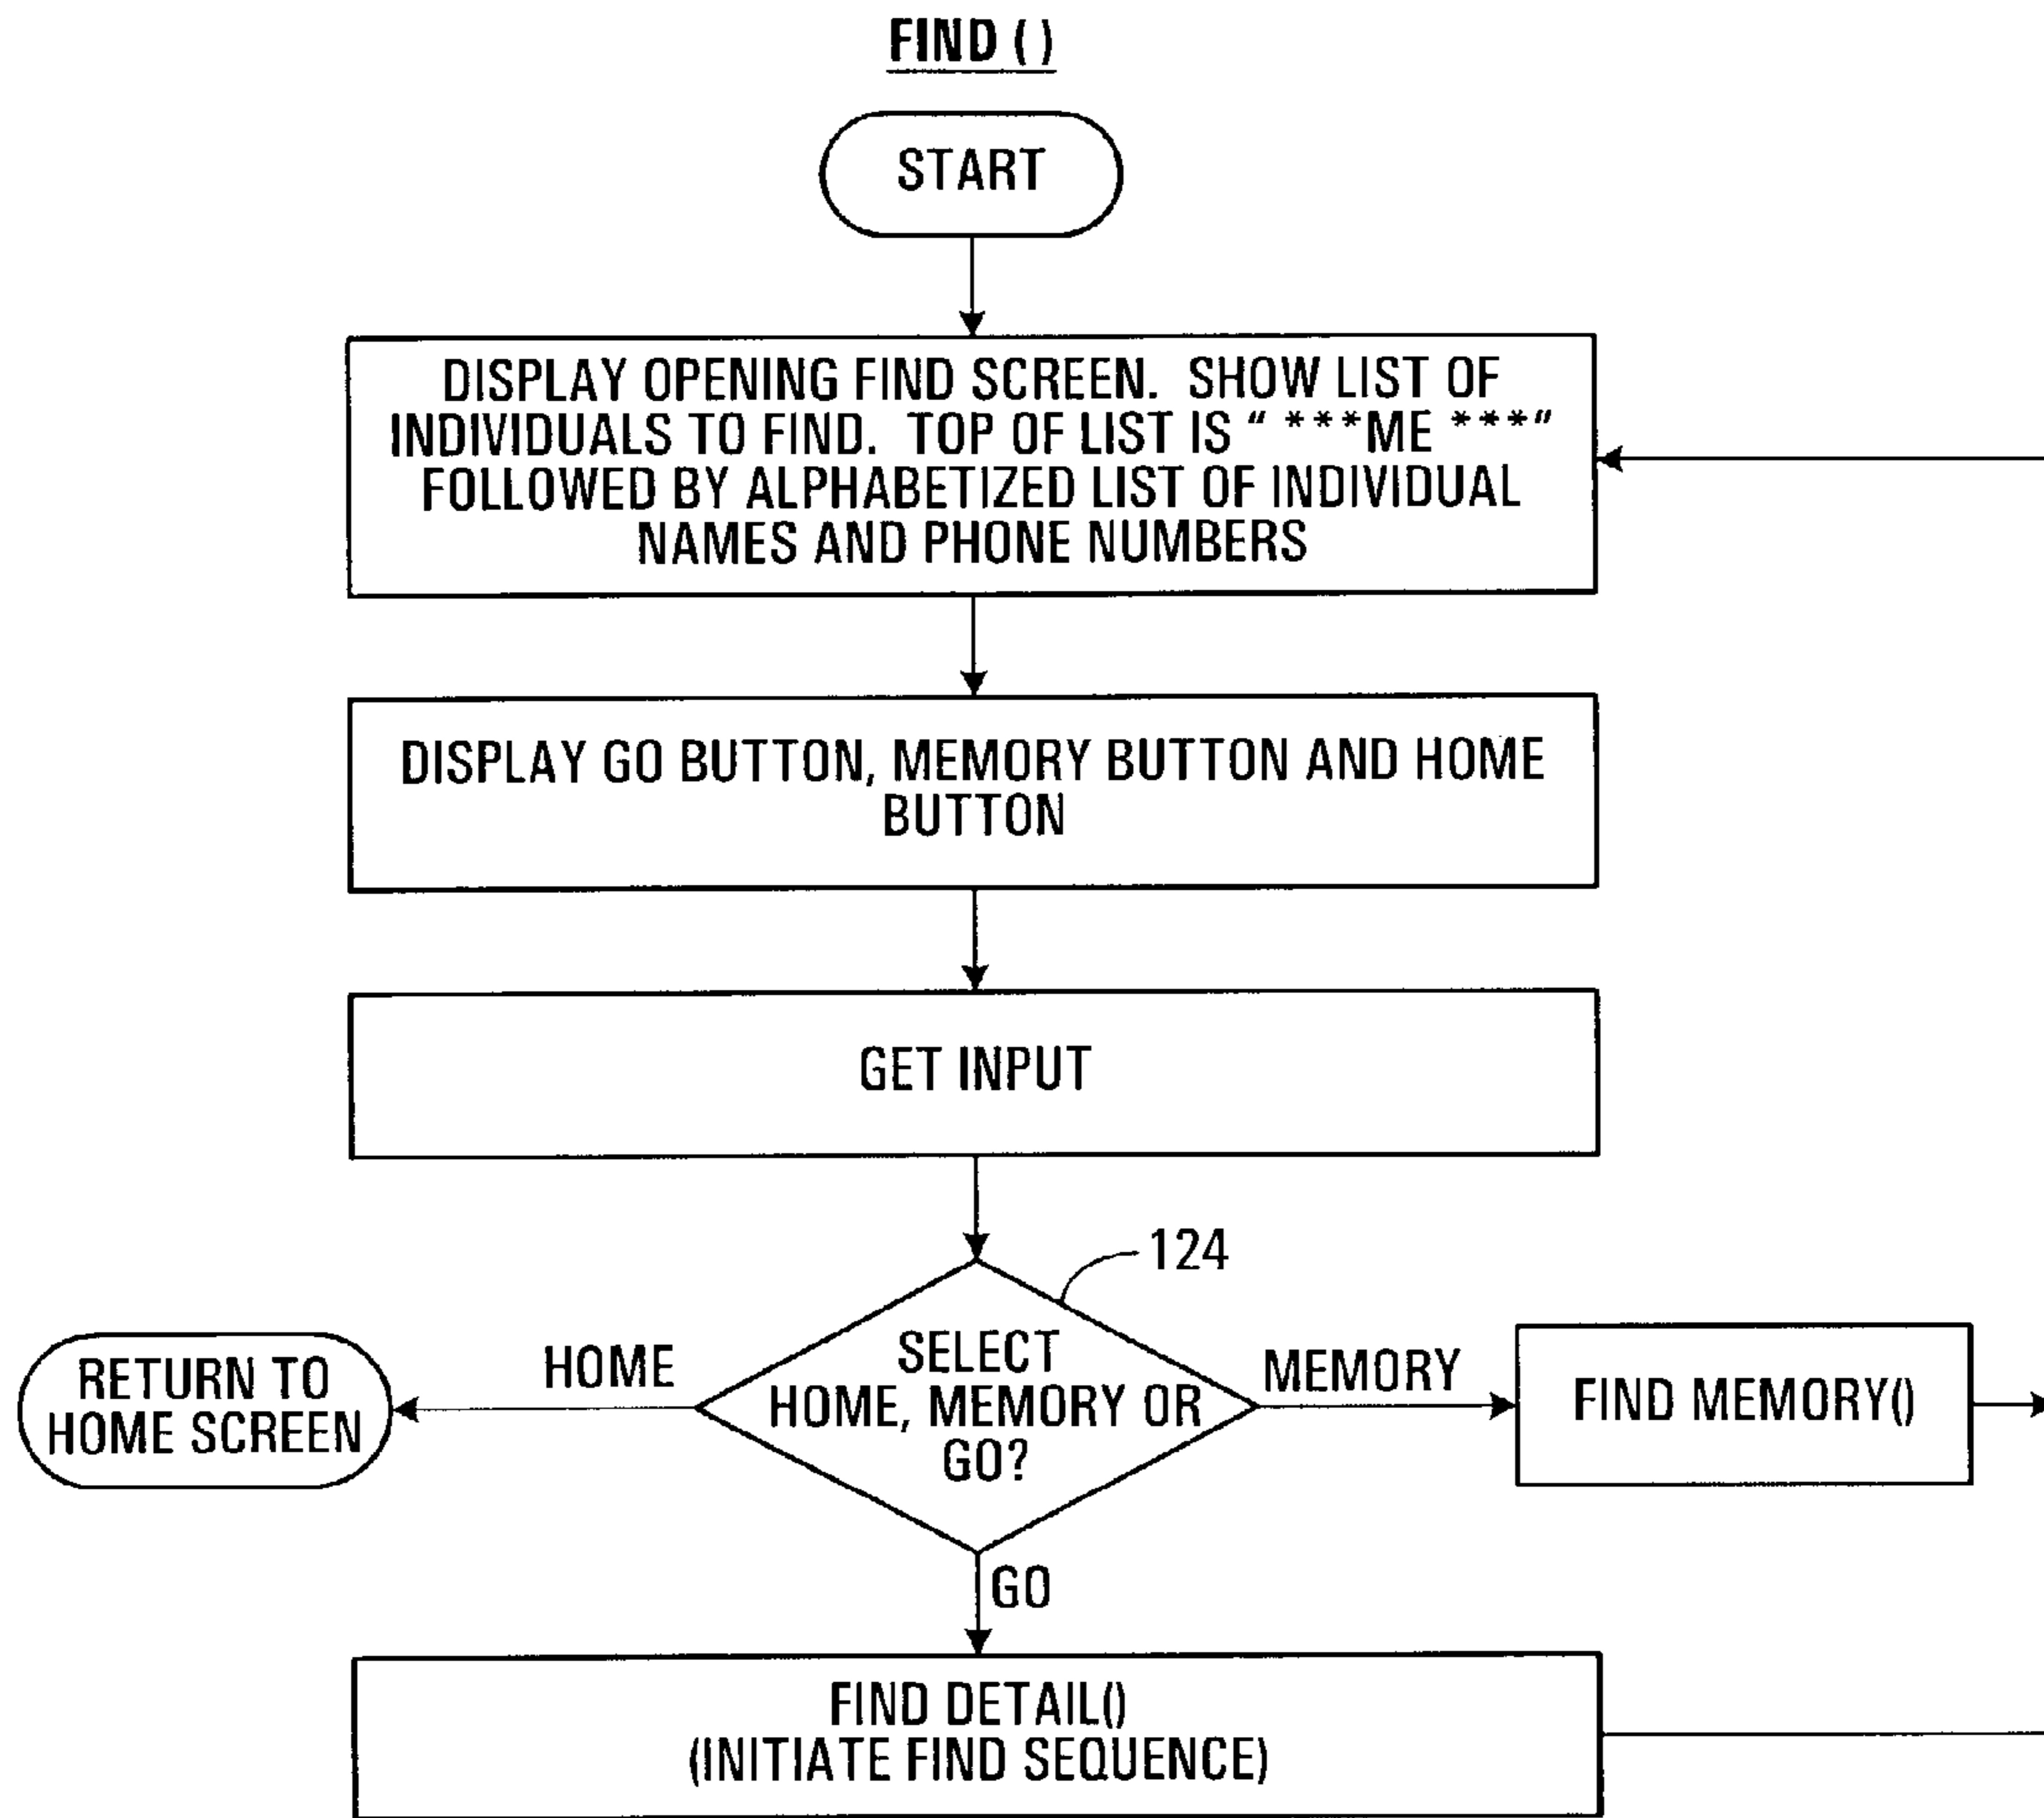 FIND ( )
START
DISPLAY OPENING FIND SCREEN. SHOW LIST OF
INDIVIDUALS TO FIND. TOP OF LIST IS “ ***ME ***”
FOLLOWED BY ALPHABETIZED LIST OF INDIVIDUAL
NAMES AND PHONE NUMBERS
DISPLAY GO BUTTON, MEMORY BUTTON AND HOME
BUTTON
GET INPUT
124
SELECT
HOME, MEMORY OR
GO?
HOME
RETURN TO
HOME SCREEN
MEMORY
FIND MEMORY()
GO
FIND DETAIL()
(INITIATE FIND SEQUENCE)